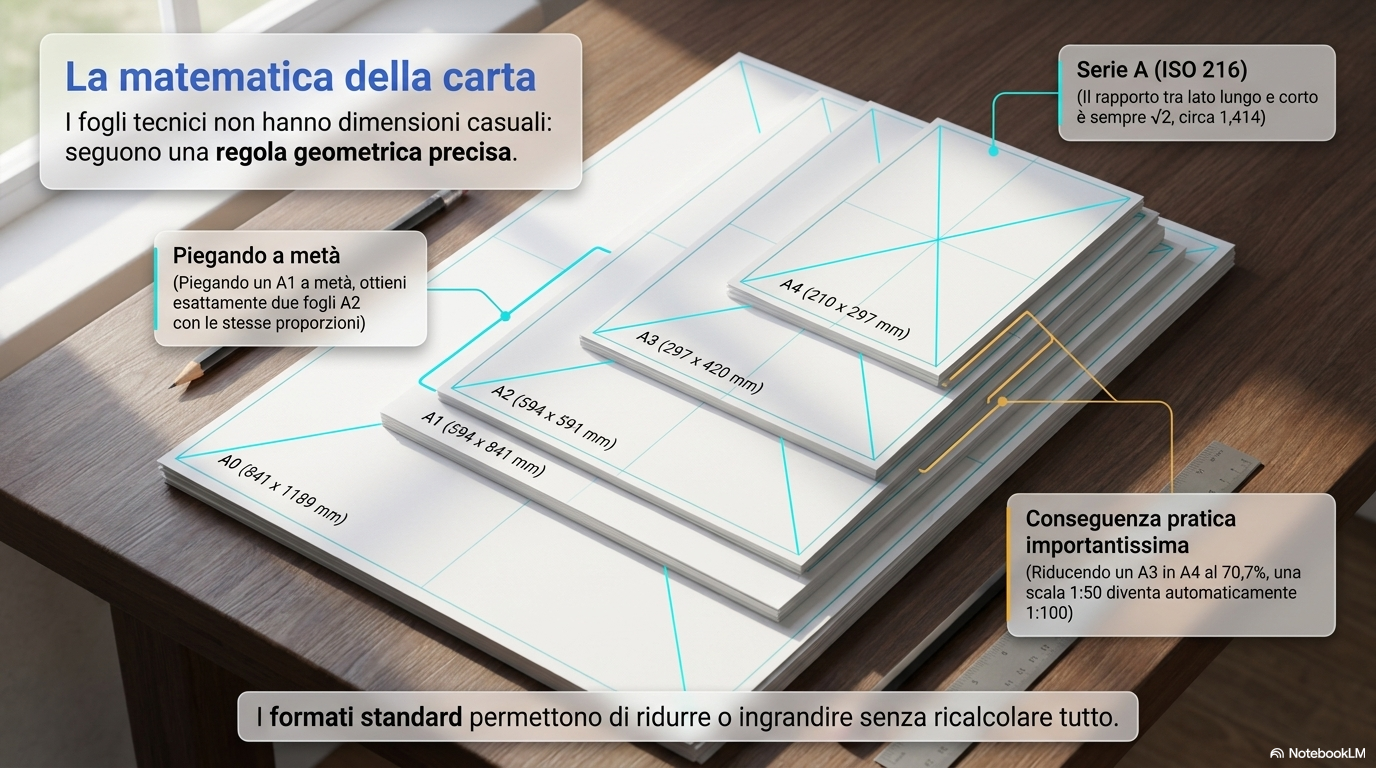 La matematica della carta
I fogli tecnici non hanno dimensioni casuali:
seguono una regola geometrica precisa.
Serie A (ISO 216)
(Il rapporto tra lato lungo e corto
è sempre √2, circa 1,414)
Piegando a metà
(Piegando un A1 a metà, ottieni
esattamente due fogli A2
con le stesse proporzioni)
A4 (210 x 297 mm)
A3 (297 x 420 mm)
A2 (594 x 591 mm)
A1 (594 x 841 mm)
A0 (841 x 1189 mm)
Conseguenza pratica
importantissima
(Riducendo un A3 in A4 al 70,7%, una
scala 1:50 diventa automaticamente
1:100)
I formati standard permettono di ridurre o ingrandire senza ricalcolare tutto.
NotebookLM